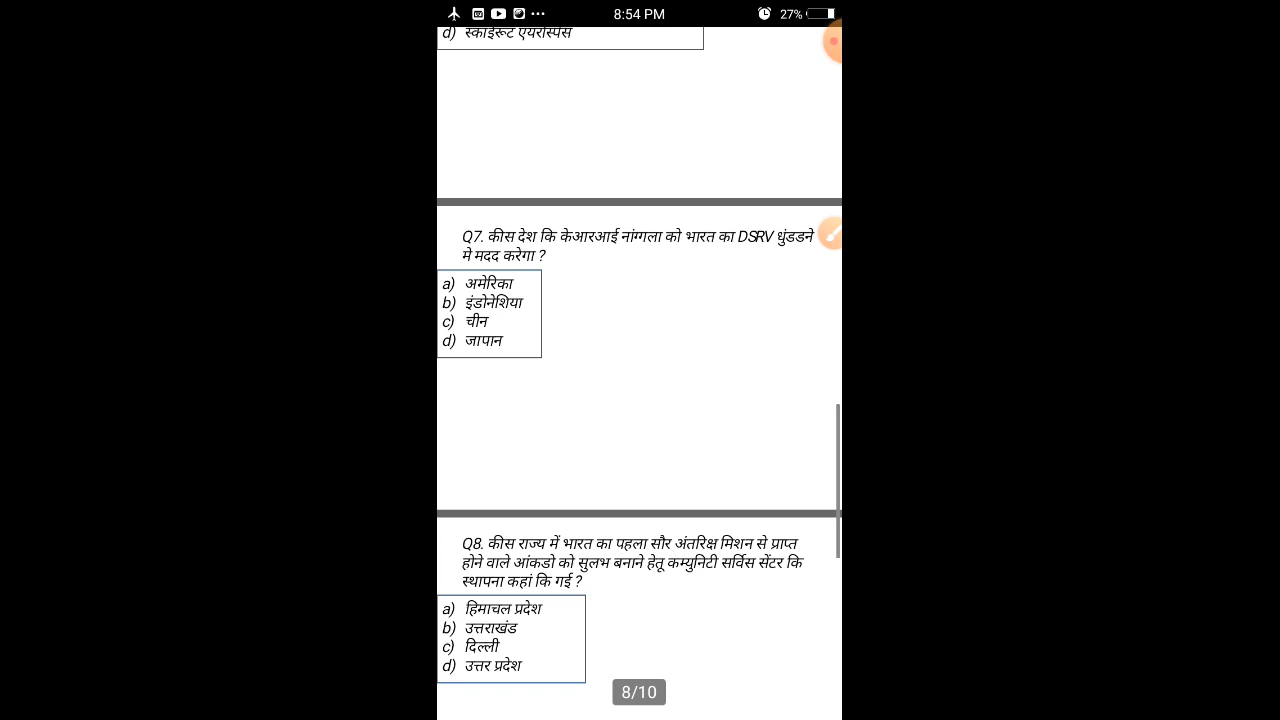 8:54 PM
27%
d) स्काईरूट एयरोस्पेस
Q7. कीस देश कि केआरआई नांग्गला को भारत का DSRV धुंडडने
मे मदद करेगा ?
a) अमेरिका
b) इंडोनेशिया
c) चीन
d) जापान
Q8. कीस राज्य में भारत का पहला सौर अंतरिक्ष मिशन से प्राप्त
होने वाले आंकडो को सुलभ बनाने हेतू कम्युनिटी सर्विस सेंटर कि
स्थापना कहां कि गई ?
a) हिमाचल प्रदेश
b) उत्तराखंड
c) दिल्ली
d) उत्तर प्रदेश
8/10